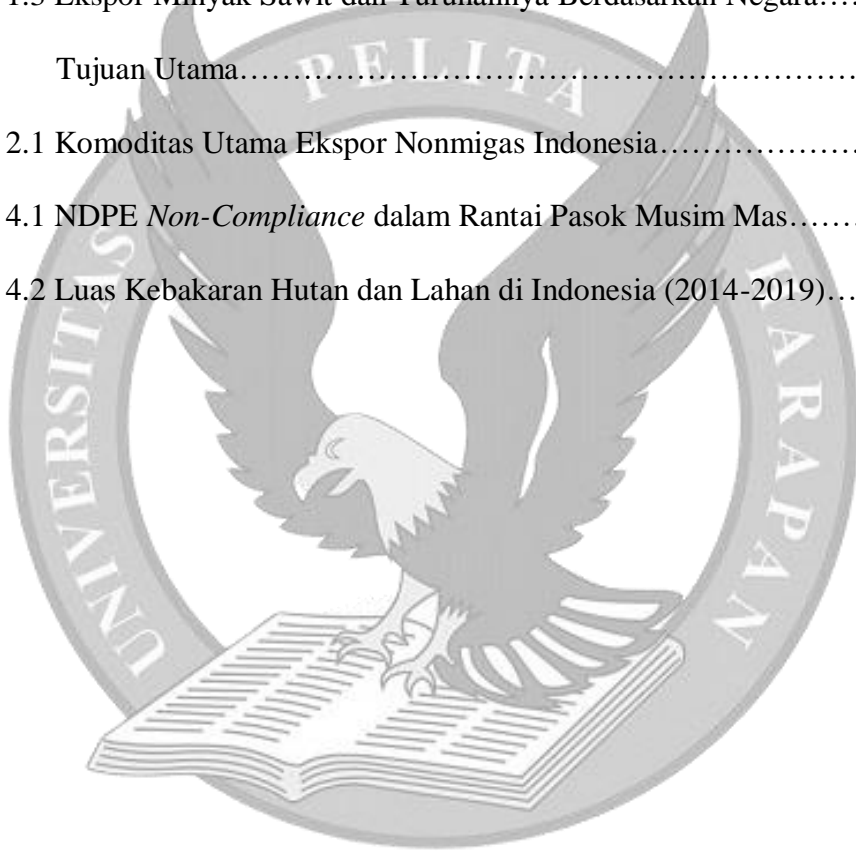 1.3 Ekspor Minyak Sawit dan Turunannya Berdasarkan Negara….
Tujuan Utama……………………………………………….
2.1 Komoditas Utama Ekspor Nonmigas Indonesia………………
4.1 NDPE Non-Compliance dalam Rantai Pasok Musim Mas……
4.2 Luas Kebakaran Hutan dan Lahan di Indonesia (2014-2019)…
UNIVERSITAS PELITA HARAPAN